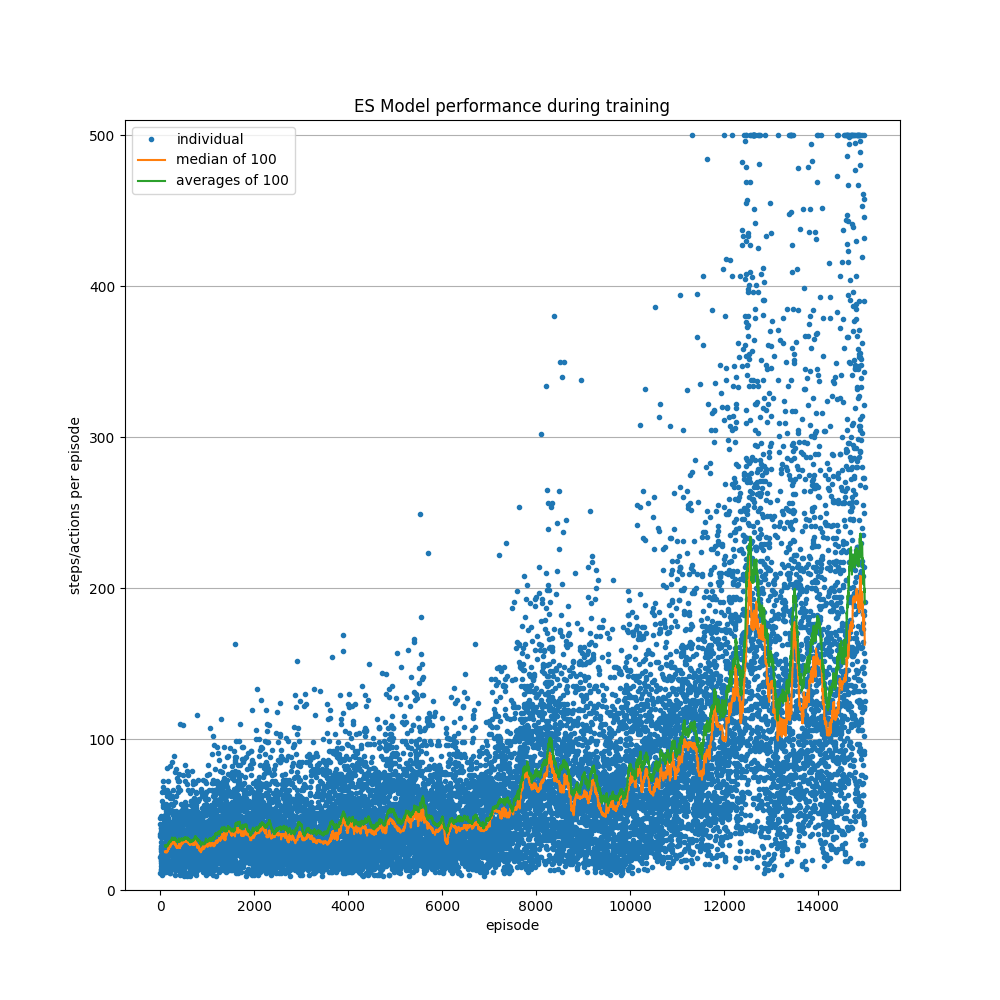 ES Model performance during training
individual
median of 100
averages of 100
500
400
300
200
100
0
steps/actions per episode
0 2000 4000 6000 8000 10000 12000 14000
episode